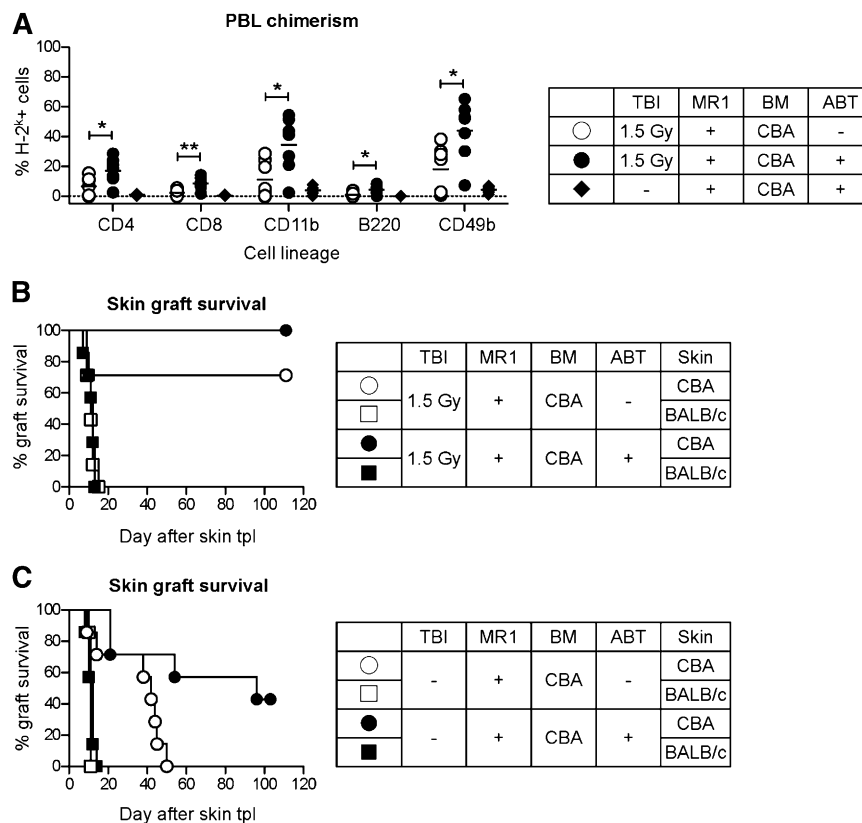 A
PBL chimerism
% H-2ᵏ+ cells
100
80
60
40
20
0
* ** * * *
CD4 CD8 CD11b B220 CD49b
Cell lineage
TBI MR1 BM ABT
1.5 Gy + CBA -
1.5 Gy + CBA +
- + CBA +
B
Skin graft survival
% graft survival
100
80
60
40
20
0
0 20 40 60 80 100 120
Day after skin tpl
TBI MR1 BM ABT Skin
1.5 Gy + CBA - CBA
BALB/c
1.5 Gy + CBA + CBA
BALB/c
C
Skin graft survival
% graft survival
100
80
60
40
20
0
0 20 40 60 80 100 120
Day after skin tpl
TBI MR1 BM ABT Skin
- + CBA - CBA
BALB/c
- + CBA + CBA
BALB/c